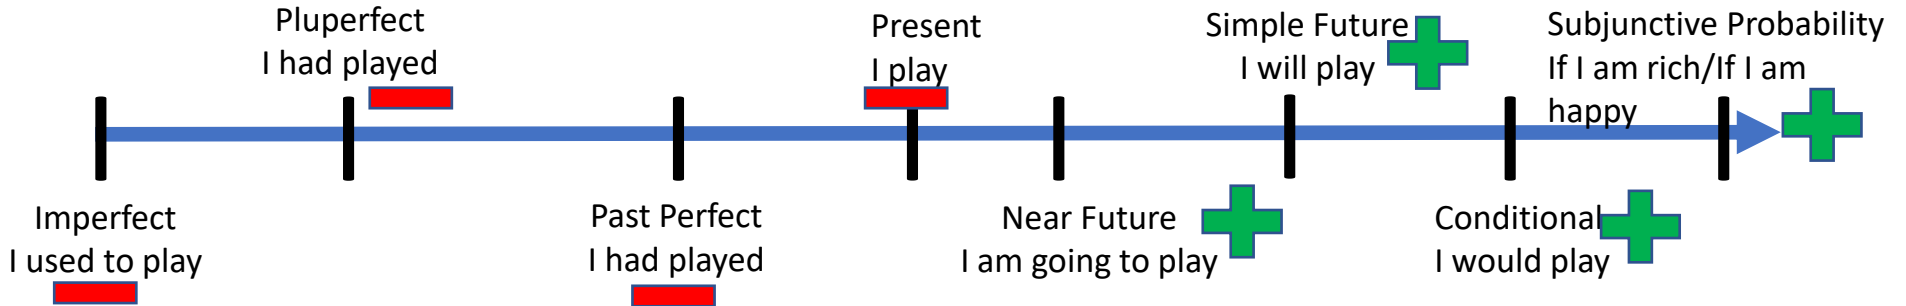 Pluperfect
I had played
Present
I play
Simple Future
I will play
Subjunctive Probability
If I am rich/If I am
happy
Imperfect
I used to play
Past Perfect
I had played
Near Future
I am going to play
Conditional
I would play